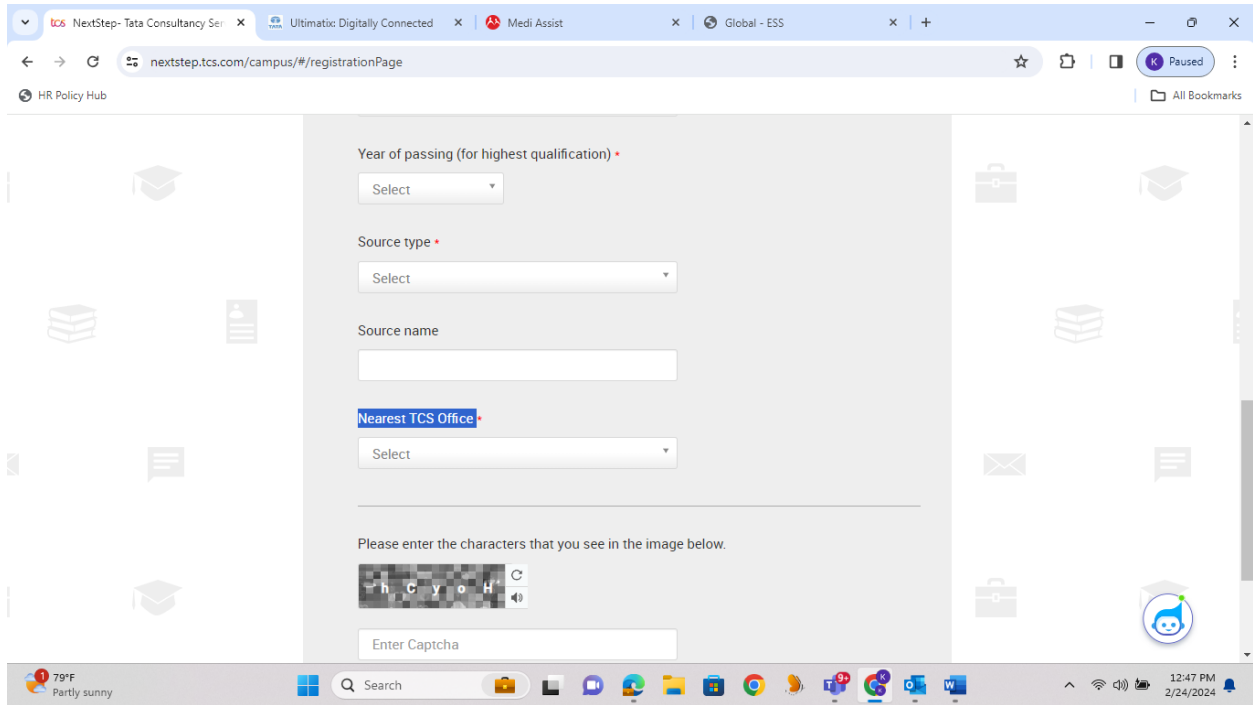 tcs NextStep- Tata Consultancy Ser Ultimatix: Digitally Connected Medi Assist Global - ESS
nextstep.tcs.com/campus/#/registrationPage K Paused
HR Policy Hub All Bookmarks
Year of passing (for highest qualification) *
Select
Source type *
Select
Source name
Nearest TCS Office *
Select
Please enter the characters that you see in the image below.
h C y o H
Enter Captcha
1 79°F
Partly sunny
Search
9+
K
12:47 PM
2/24/2024